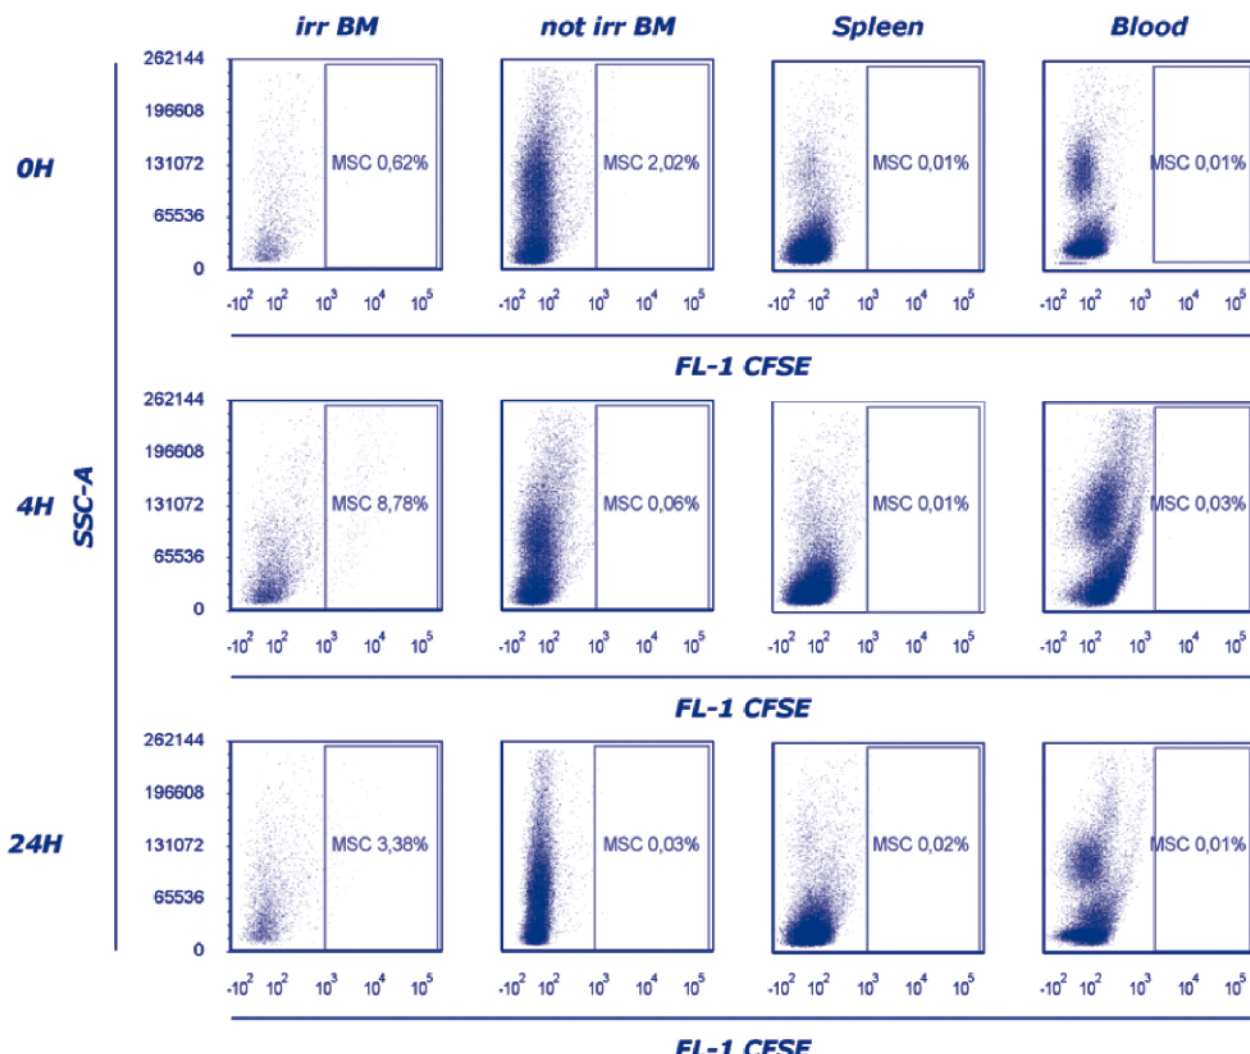 irr BM not irr BM Spleen Blood
262144
196608
0H 131072 MSC 0,62% MSC 2,02% MSC 0,01% MSC 0,01%
65536
0
-10² 10² 10³ 10⁴ 10⁵ -10² 10² 10³ 10⁴ 10⁵ -10² 10² 10³ 10⁴ 10⁵ -10² 10² 10³ 10⁴ 10⁵
FL-1 CFSE
262144
196608
4H SSC-A 131072 MSC 8,78% MSC 0,06% MSC 0,01% MSC 0,03%
65536
0
-10² 10² 10³ 10⁴ 10⁵ -10² 10² 10³ 10⁴ 10⁵ -10² 10² 10³ 10⁴ 10⁵ -10² 10² 10³ 10⁴ 10⁵
FL-1 CFSE
262144
196608
24H 131072 MSC 3,38% MSC 0,03% MSC 0,02% MSC 0,01%
65536
0
-10² 10² 10³ 10⁴ 10⁵ -10² 10² 10³ 10⁴ 10⁵ -10² 10² 10³ 10⁴ 10⁵ -10² 10² 10³ 10⁴ 10⁵
FL-1 CFSE